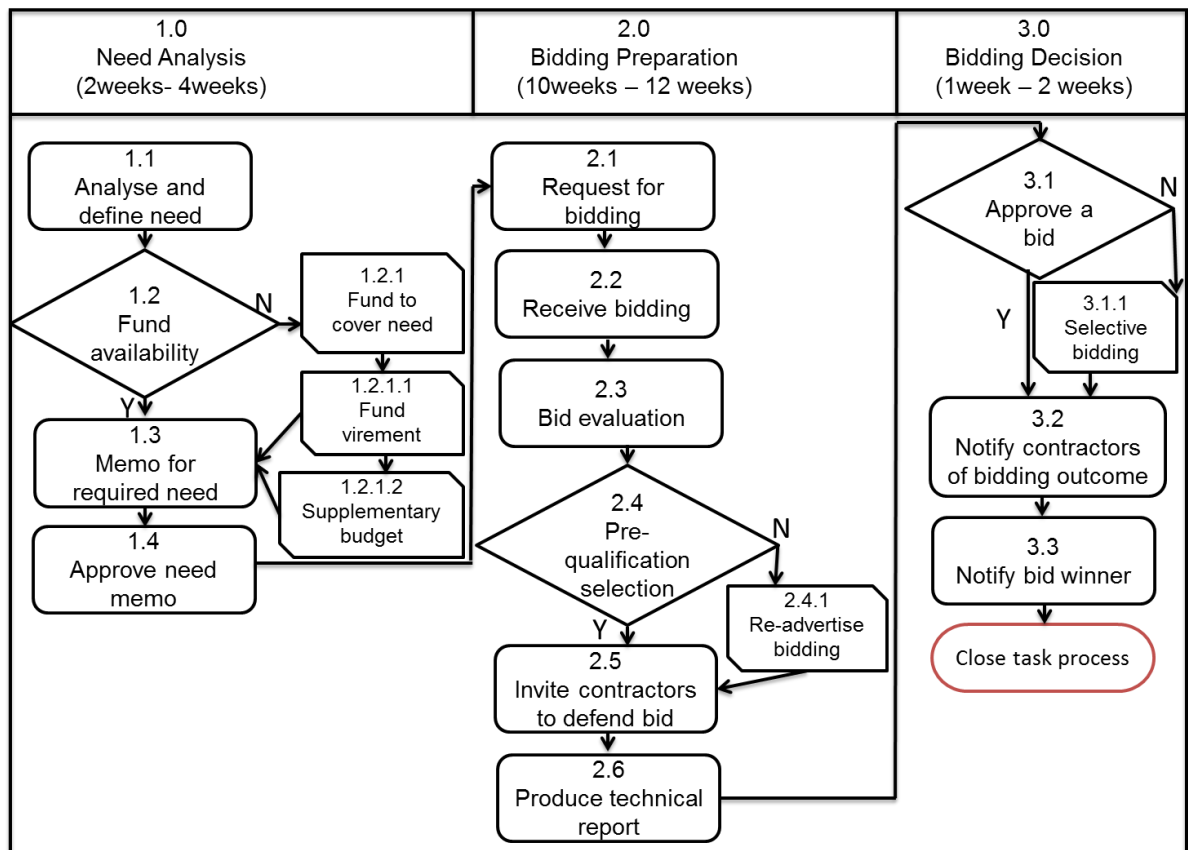 1.0
Need Analysis
(2weeks- 4weeks)
2.0
Bidding Preparation
(10weeks – 12 weeks)
3.0
Bidding Decision
(1week – 2 weeks)
1.1
Analyse and
define need
1.2
Fund
availability
N
Y
1.2.1
Fund to
cover need
1.2.1.1
Fund
virement
1.2.1.2
Supplementary
budget
1.3
Memo for
required need
1.4
Approve need
memo
2.1
Request for
bidding
2.2
Receive bidding
2.3
Bid evaluation
2.4
Pre-
qualification
selection
N
Y
2.4.1
Re-advertise
bidding
2.5
Invite contractors
to defend bid
2.6
Produce technical
report
3.1
Approve a
bid
N
Y
3.1.1
Selective
bidding
3.2
Notify contractors
of bidding outcome
3.3
Notify bid winner
Close task process